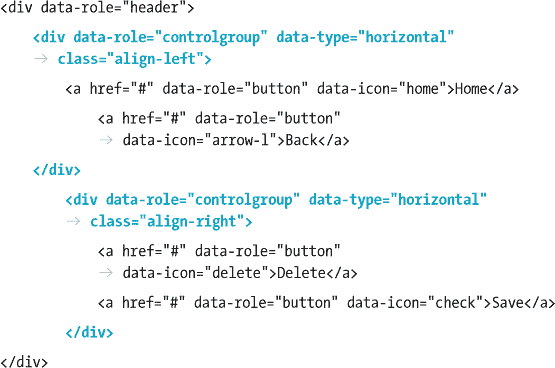 <div data-role="header">
<div data-role="controlgroup" data-type="horizontal"
→ class="align-left">
<a href="#" data-role="button" data-icon="home">Home</a>
<a href="#" data-role="button"
→ data-icon="arrow-l">Back</a>
</div>
<div data-role="controlgroup" data-type="horizontal"
→ class="align-right">
<a href="#" data-role="button"
→ data-icon="delete">Delete</a>
<a href="#" data-role="button" data-icon="check">Save</a>
</div>
</div>